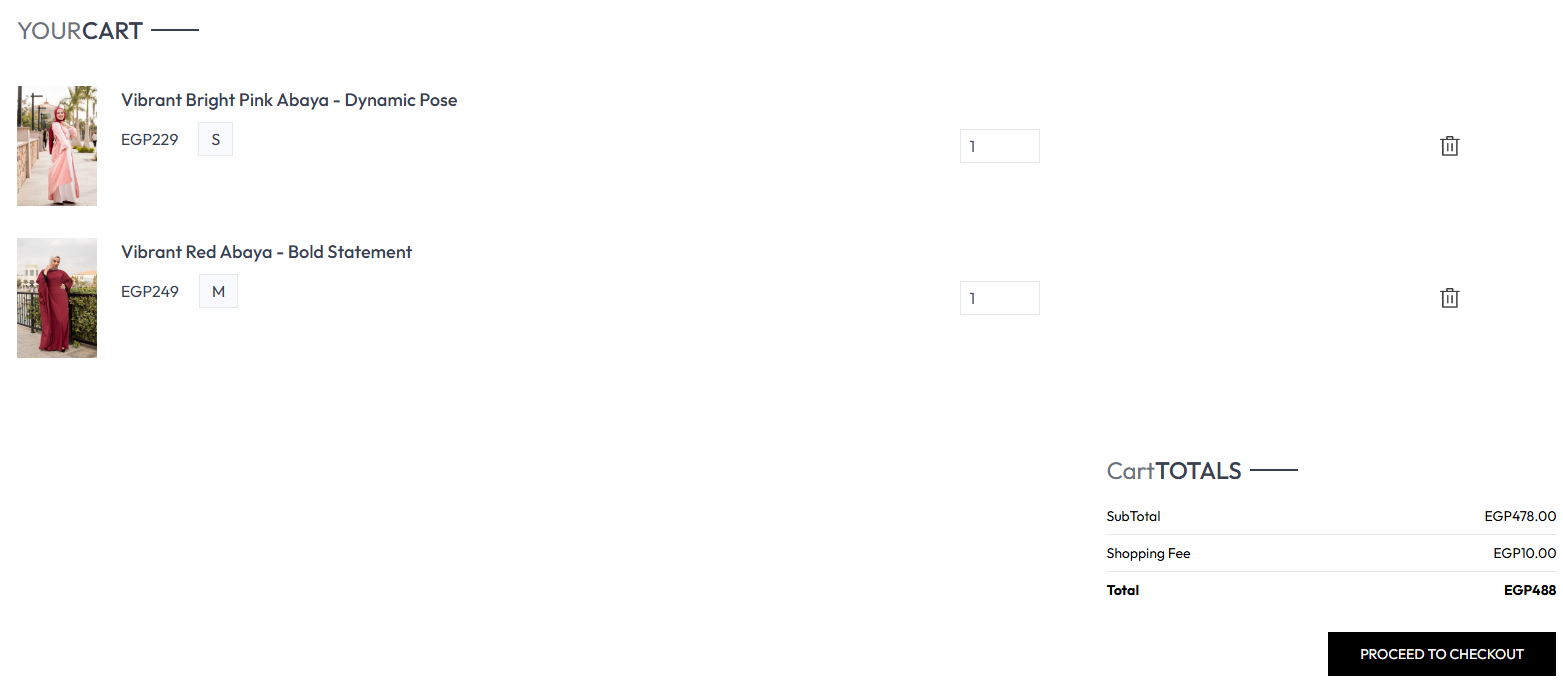 YOURCART
Vibrant Bright Pink Abaya - Dynamic Pose
EGP229 S
1
Vibrant Red Abaya - Bold Statement
EGP249 M
1
CartTOTALS
SubTotal EGP478.00
Shopping Fee EGP10.00
Total EGP488
PROCEED TO CHECKOUT